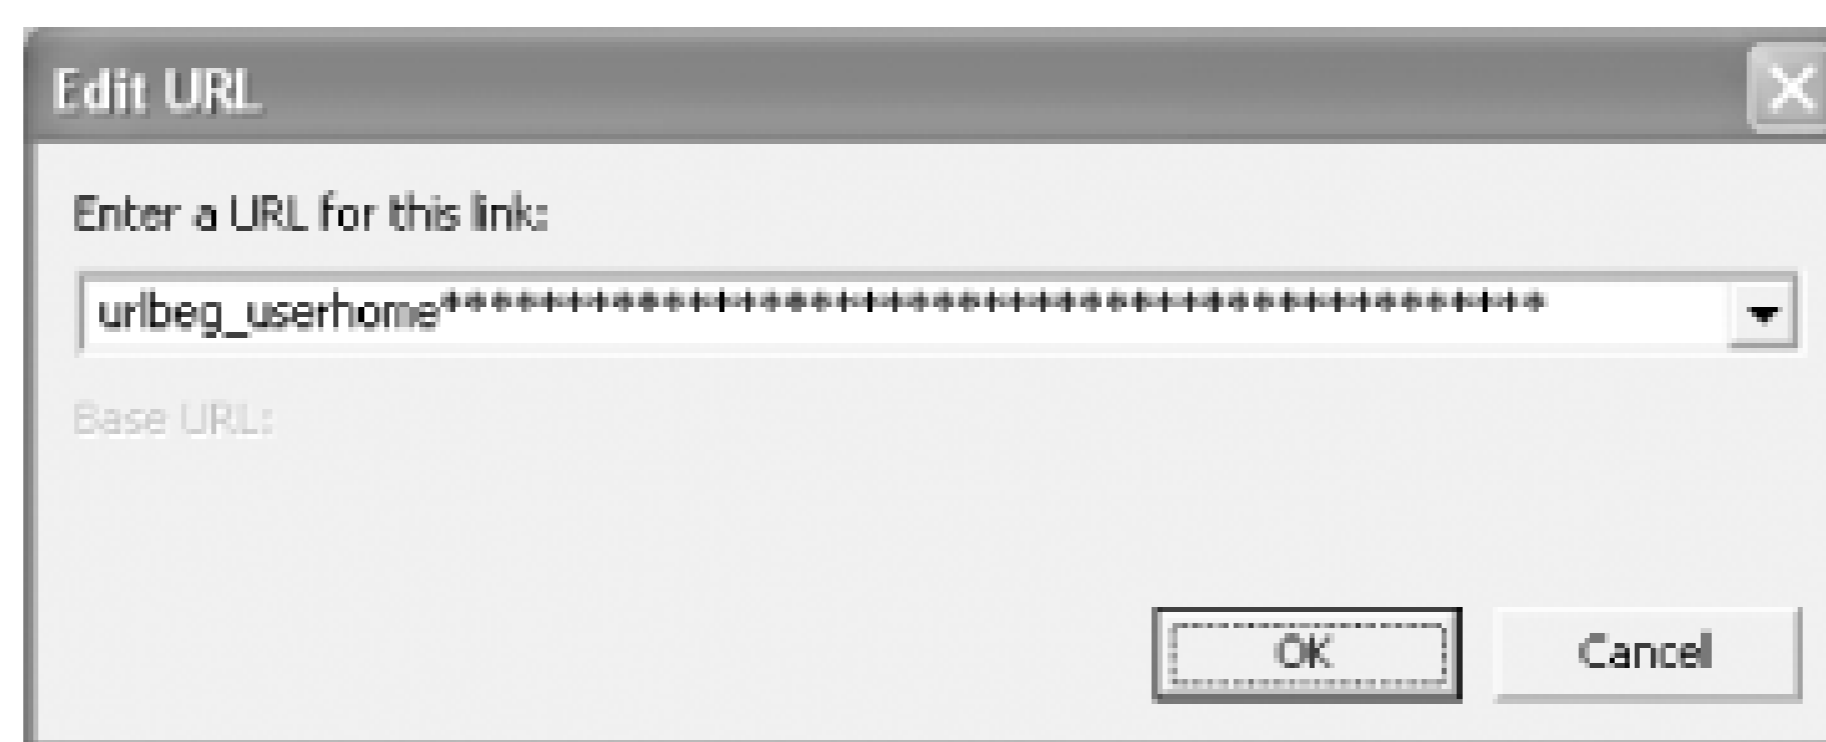 Edit URL
Enter a URL for this link:
urlbeg_userhome*********************************************
Base URL:
OK Cancel